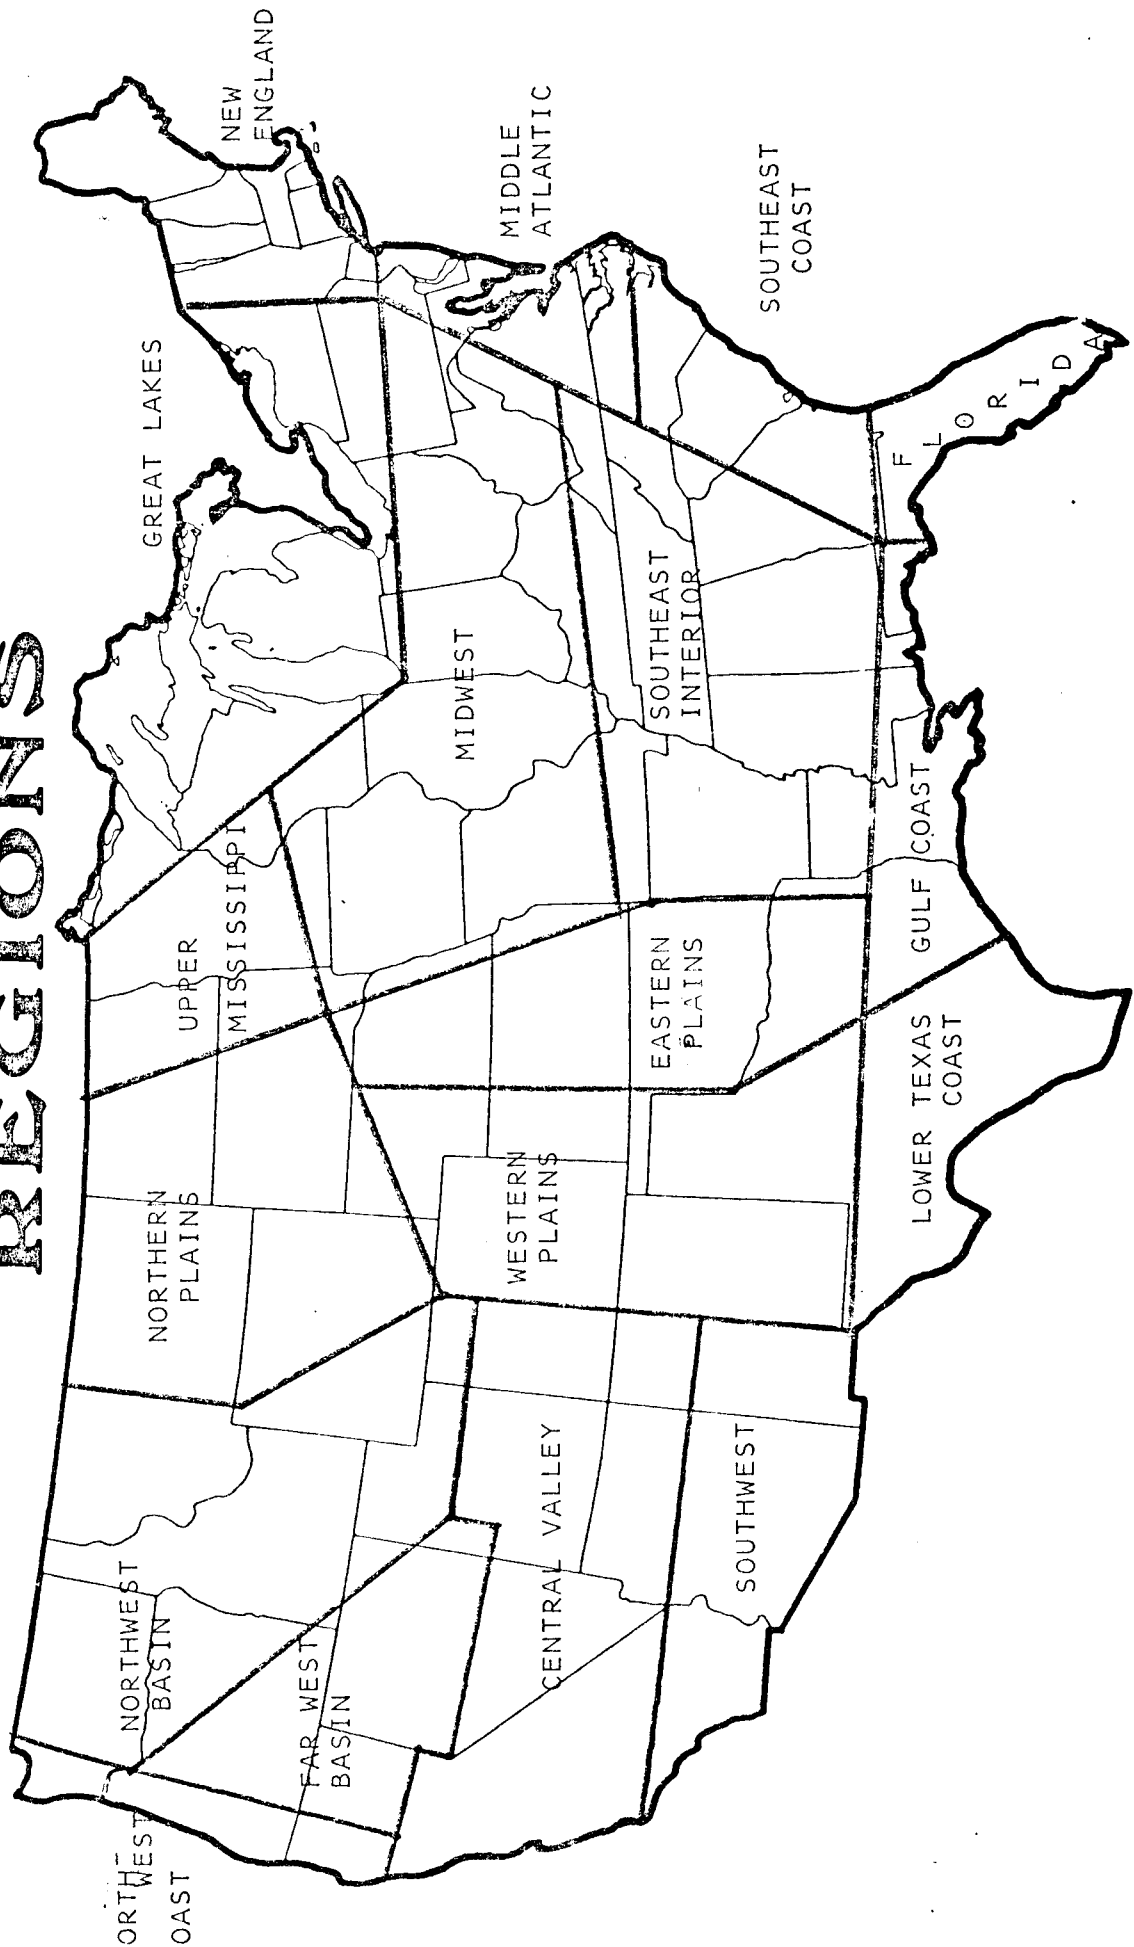 REGIONS
NEW
ENGLAND
GREAT LAKES
MIDDLE
ATLANTIC
SOUTHEAST
COAST
FLORIDA
UPPER
MISSISSIPPI
MIDWEST
SOUTHEAST
INTERIOR
NORTHERN
PLAINS
WESTERN
PLAINS
EASTERN
PLAINS
GULF COAST
LOWER TEXAS
COAST
ORTH-
WEST
OAST
NORTHWEST
BASIN
FAR WEST
BASIN
CENTRAL VALLEY
SOUTHWEST